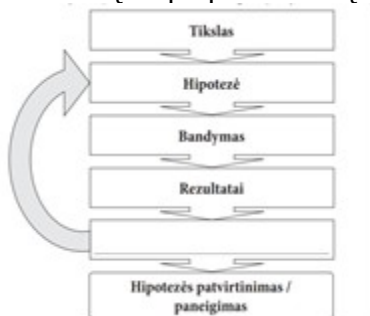 Tikslas
Hipotezė
Bandymas
Rezultatai
Hipotezės patvirtinimas /
paneigimas